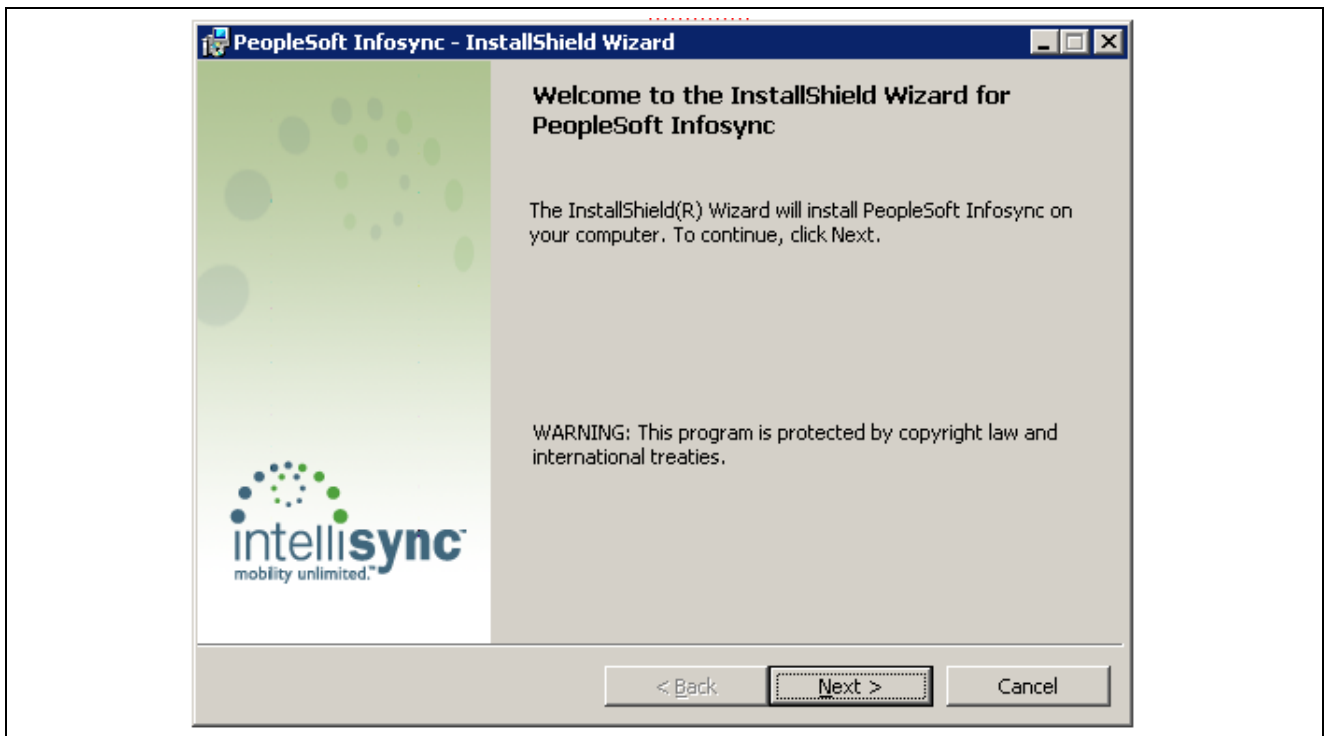 PeopleSoft Infosync - InstallShield Wizard
Welcome to the InstallShield Wizard for
PeopleSoft Infosync
The InstallShield(R) Wizard will install PeopleSoft Infosync on
your computer. To continue, click Next.
WARNING: This program is protected by copyright law and
international treaties.
intellisync™
mobility unlimited.™
< Back
Next >
Cancel